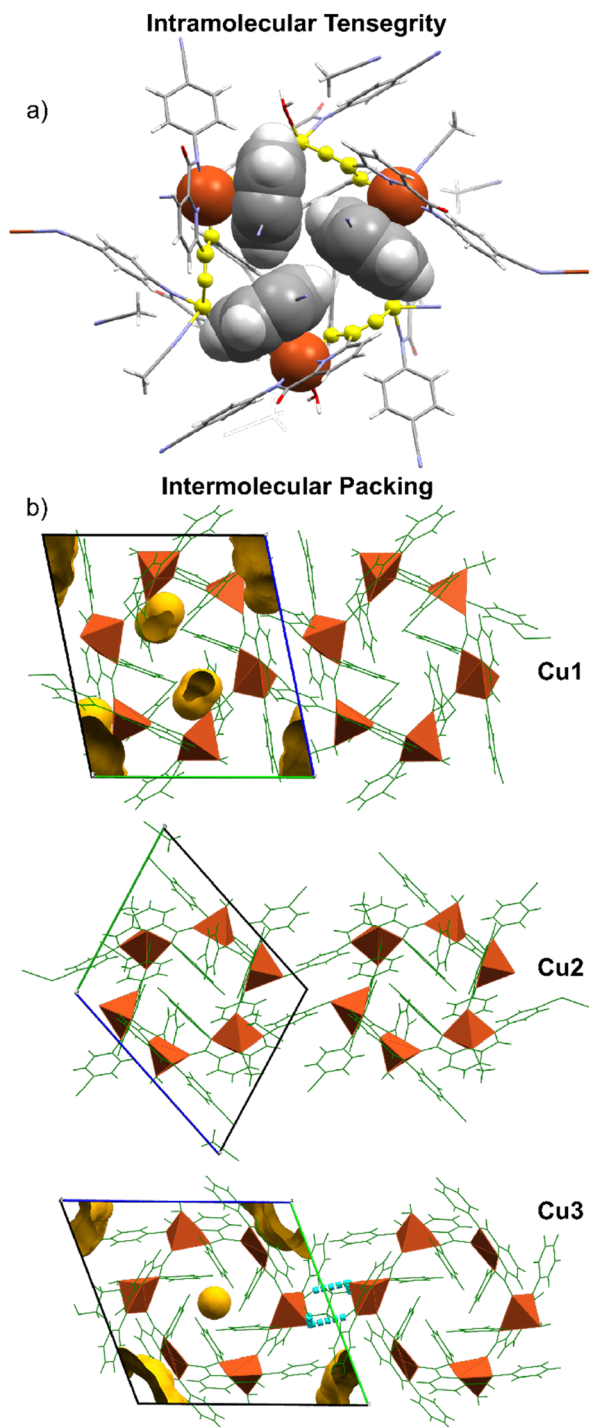 Intramolecular Tensegrity
a)
Intermolecular Packing
b)
Cu1
Cu2
Cu3